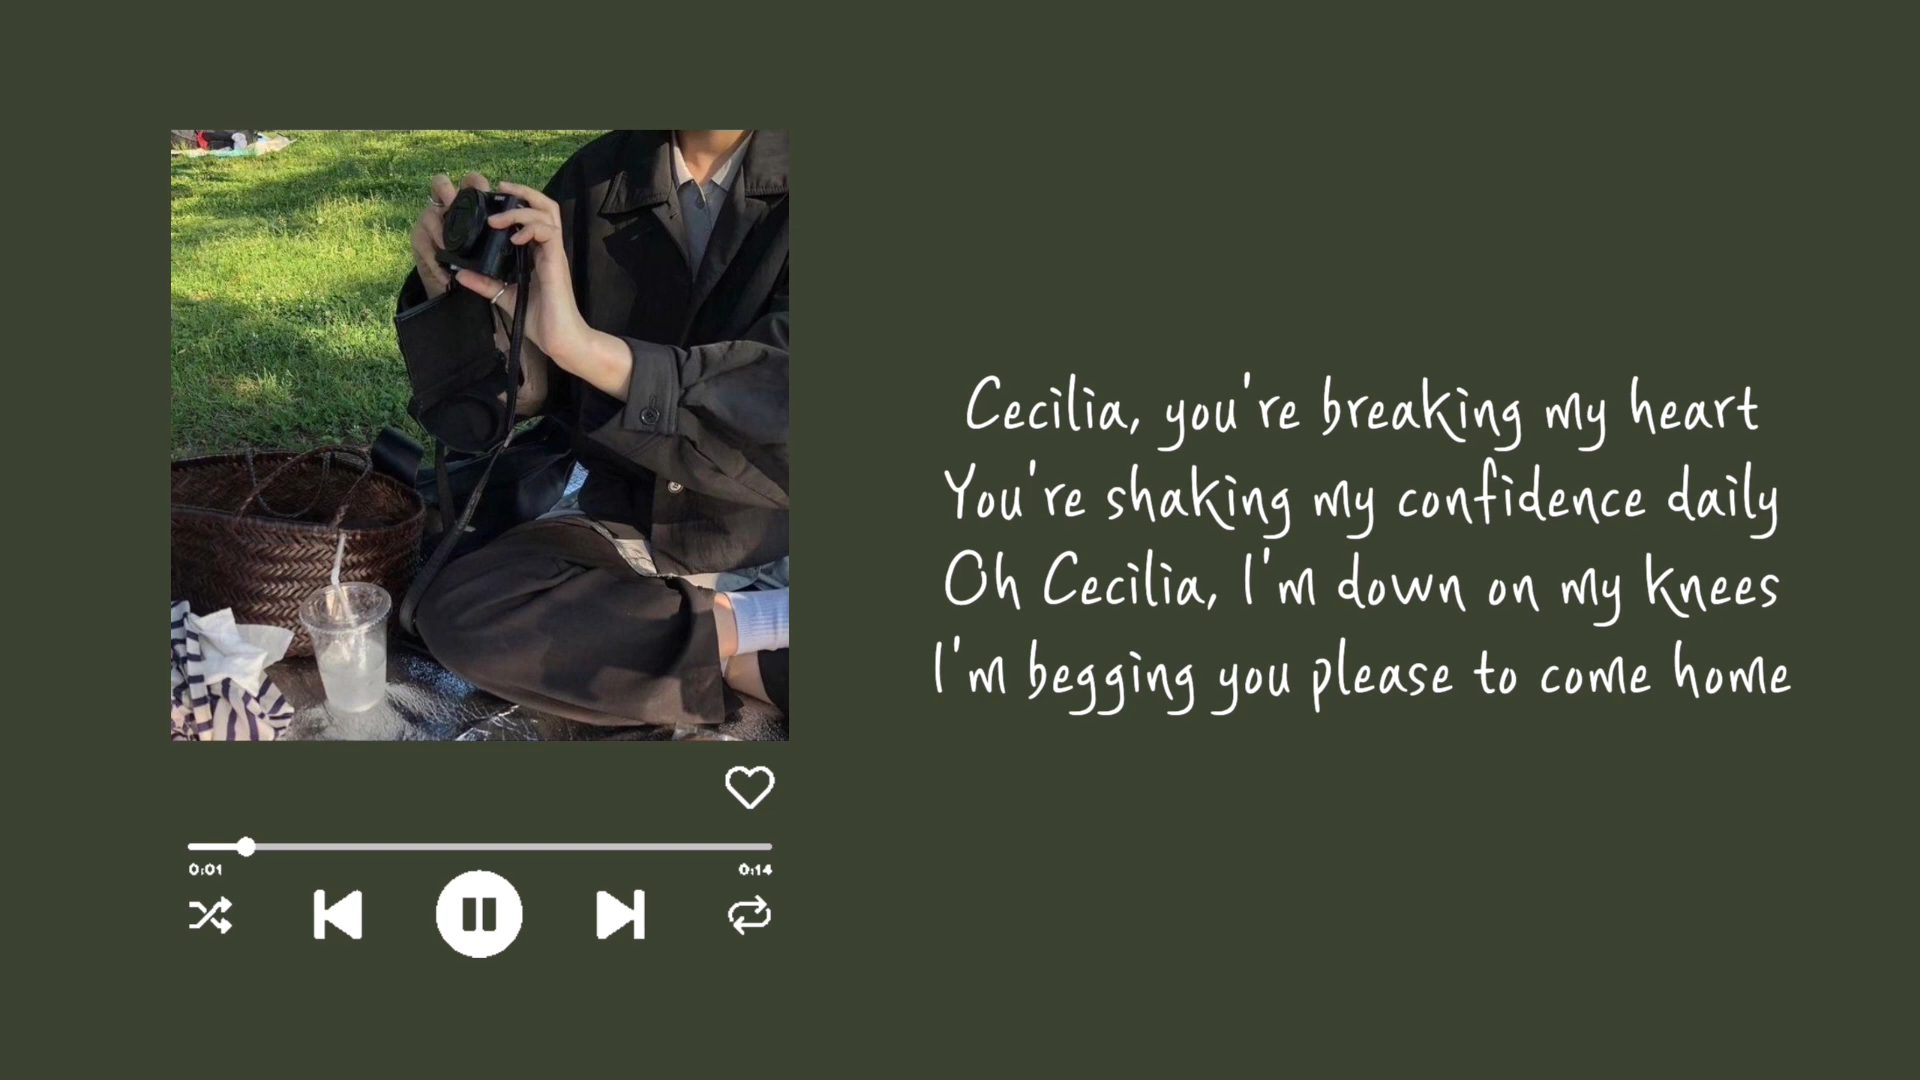 Cecilia, you're breaking my heart
You're shaking my confidence daily
Oh Cecilia, I'm down on my knees
I'm begging you please to come home
0:01
0:14